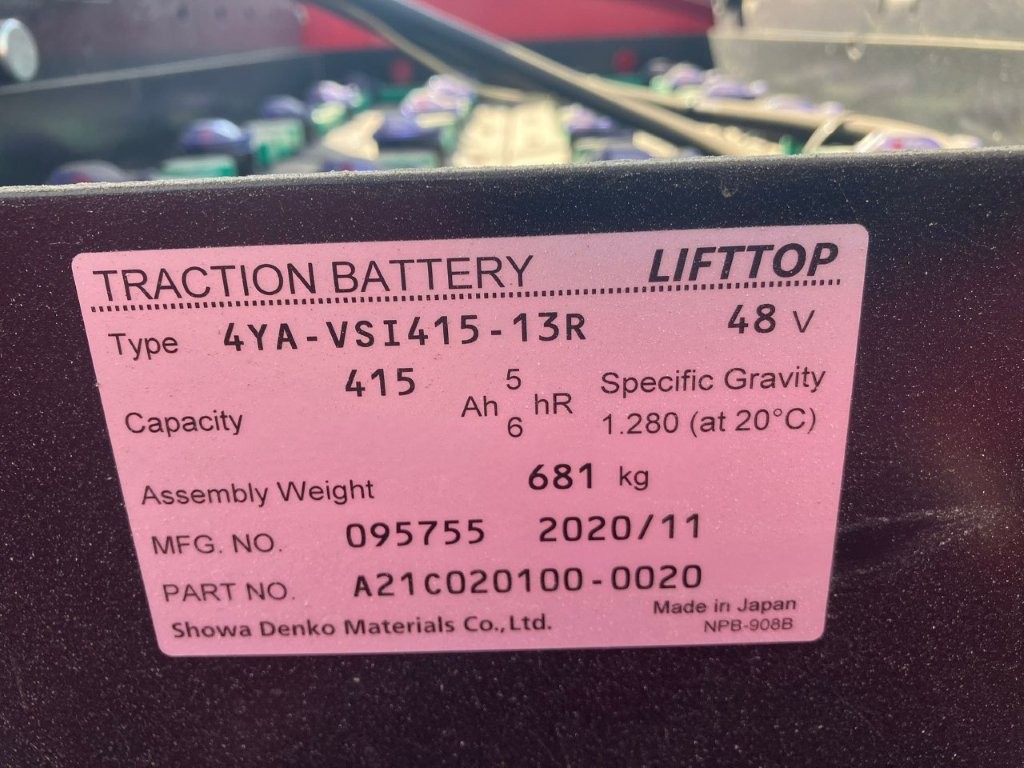 TRACTION BATTERY LIFTTOP
Type 4YA-VSI415-13R 48 V
Capacity 415 Ah 5 6 hR Specific Gravity
1.280 (at 20°C)
Assembly Weight 681 kg
MFG. NO. 095755 2020/11
PART NO. A21C020100-0020
Showa Denko Materials Co.,Ltd. Made in Japan
NPB-908B